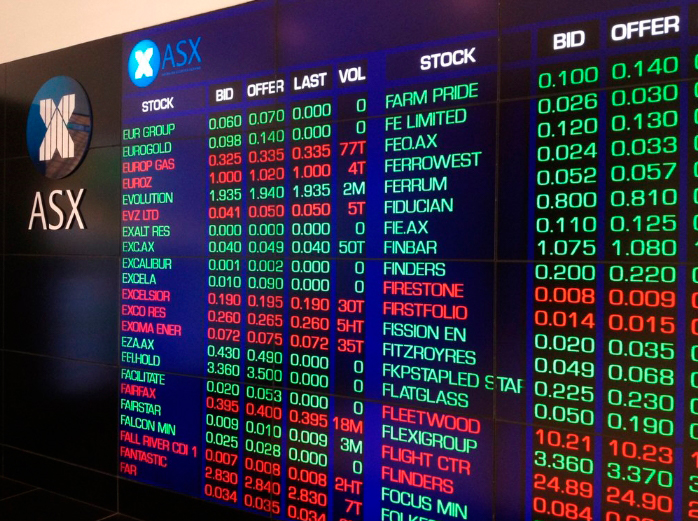 ASX
ASX
STOCK BID OFFER LAST VOL
EUR GROUP 0.060 0.070 0.000 0
EUROGOLD 0.098 0.140 0.000 0
EUROP GAS 0.325 0.335 0.335 77T
EUROZ 1.000 1.020 1.000 4T
EVOLUTION 1.935 1.940 1.935 2M
EVZ LTD 0.041 0.050 0.050 5T
EXALT RES 0.000 0.000 0.000 0
EXC.AX 0.040 0.049 0.040 50T
EXCALIBUR 0.001 0.002 0.000 0
EXCELA 0.010 0.090 0.000 0
EXCELSIOR 0.190 0.195 0.190 30T
EXCO RES 0.260 0.265 0.260 5HT
EXOMA ENER 0.072 0.075 0.072 35T
EZA.AX 0.430 0.490 0.000 0
F.ELHOLD 3.360 3.500 0.000 0
FACILITATE 0.020 0.053 0.000 0
FAIRFAX 0.395 0.400 0.395 18M
FAIRSTAR 0.009 0.010 0.009 3M
FALCON MIN 0.025 0.028 0.000 0
FALL RIVER CDI 1 0.007 0.008 0.008 2HT
FANTASTIC 2.830 2.840 2.830 7T
FAR 0.034 0.035 0.034
STOCK BID OFFER
FARM PRIDE 0.100 0.140
FE LIMITED 0.026 0.030
FEO.AX 0.120 0.130
FERROWEST 0.024 0.033
FERRUM 0.052 0.057
FIDUCIAN 0.800 0.810
FIE.AX 0.110 0.125
FINBAR 1.075 1.080
FINDERS 0.200 0.220
FIRESTONE 0.008 0.009
FIRSTFOLIO 0.014 0.015
FISSION EN 0.020 0.035
FITZROYRES 0.049 0.068
FKPSTAPLED STAP 0.225 0.230
FLATGLASS 0.050 0.190
FLEETWOOD 10.21 10.23
FLEXIGROUP 3.360 3.370
FLIGHT CTR 24.89 24.90
FLINDERS 0.084
FOCUS MIN